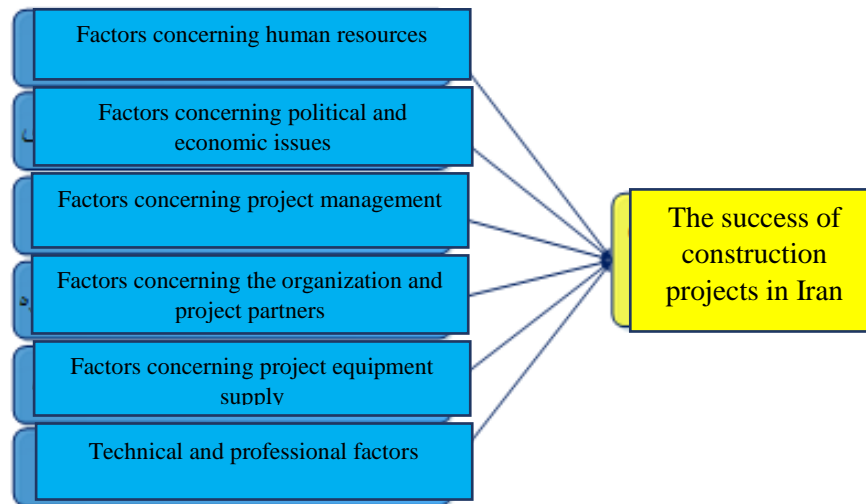 Factors concerning human resources
Factors concerning political and
economic issues
Factors concerning project management
Factors concerning the organization and
project partners
Factors concerning project equipment
supply
Technical and professional factors
The success of
construction
projects in Iran